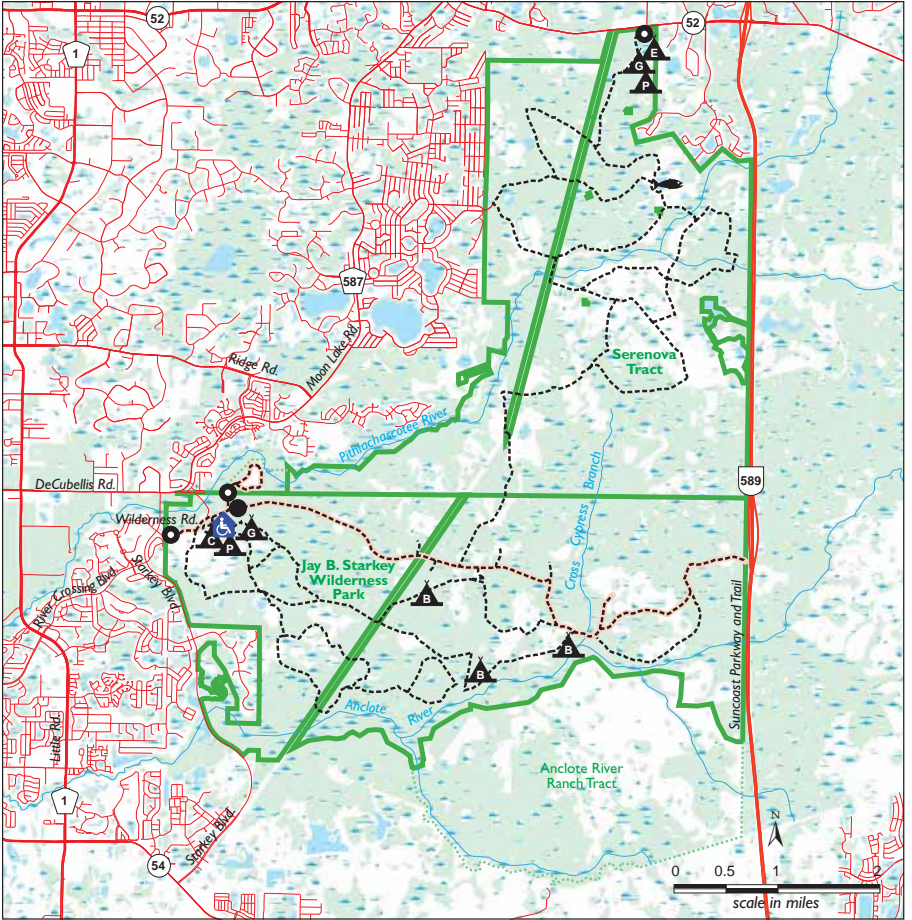 52
52
1
E
G
P
587
Ridge Rd.
Moon Lake Rd.
Serenova
Tract
Pithlachascotee River
Cross Cypress Branch
589
DeCubellis Rd.
Wilderness Rd.
C
P
G
Jay B. Starkey
Wilderness
Park
B
B
B
River Crossing Blvd.
Starkey Blvd.
Suncoast Parkway and Trail
Anclote River
Little Rd.
Anclote River
Ranch Tract
1
Starkey Blvd.
54
N
0 0.5 1 2
scale in miles